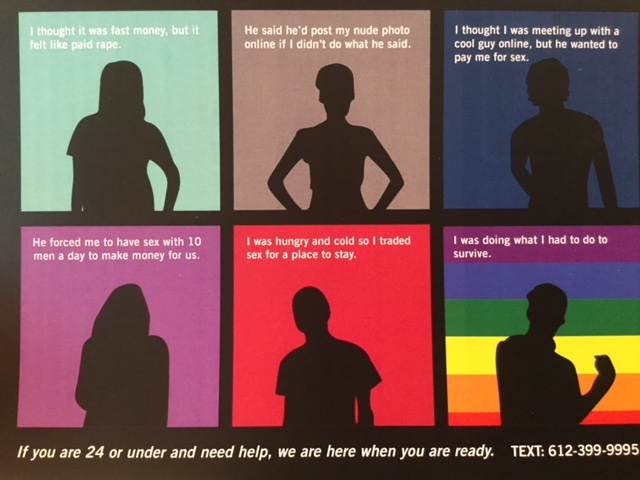 I thought it was fast money, but it
felt like paid rape.
He said he'd post my nude photo
online if I didn't do what he said.
I thought I was meeting up with a
cool guy online, but he wanted to
pay me for sex.
He forced me to have sex with 10
men a day to make money for us.
I was hungry and cold so I traded
sex for a place to stay.
I was doing what I had to do to
survive.
If you are 24 or under and need help, we are here when you are ready. TEXT: 612-399-9995